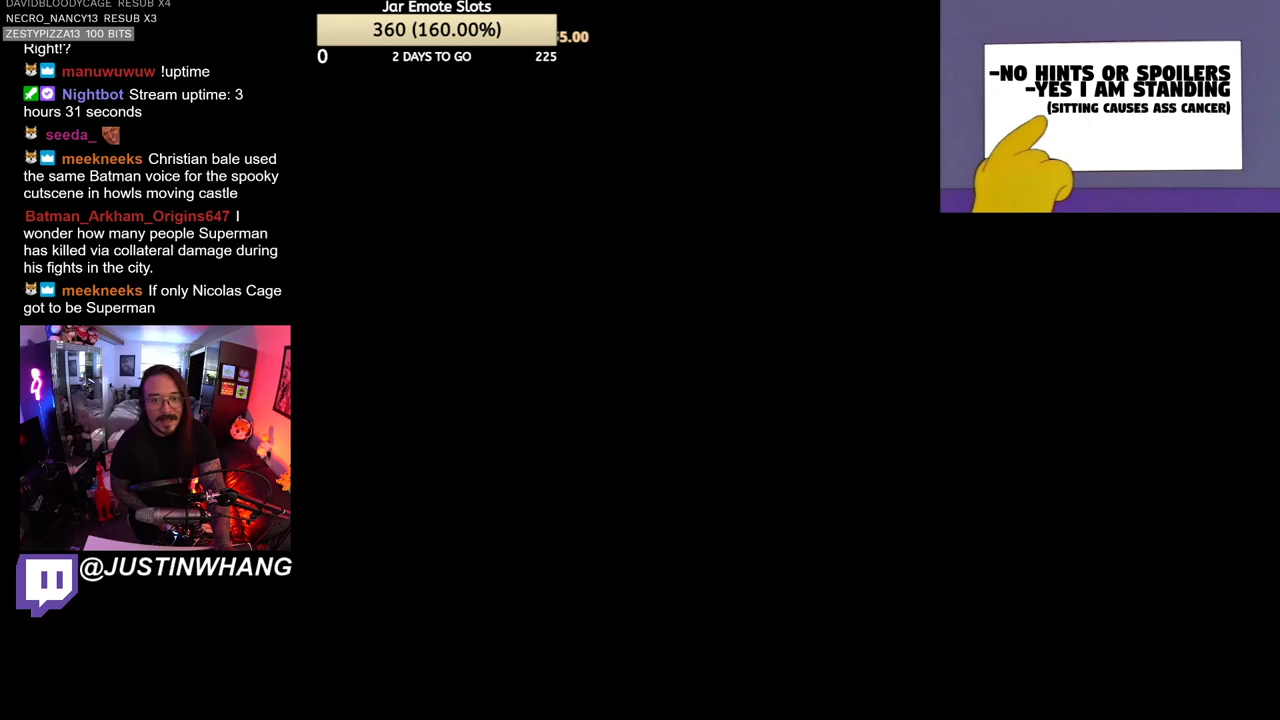 DAVIDBLOODYCAGE RESUB X4
NECRO_NANCY13 RESUB X3
ZESTYPIZZA13 100 BITS
Right!?
manuwuwuw !uptime
Nightbot Stream uptime: 3
hours 31 seconds
seeda_
meekneeks Christian bale used
the same Batman voice for the spooky
cutscene in howls moving castle
Batman_Arkham_Origins647 I
wonder how many people Superman
has killed via collateral damage during
his fights in the city.
meekneeks If only Nicolas Cage
got to be Superman
@JUSTINWHANG
Jar Emote Slots
360 (160.00%)
5.00
0 2 DAYS TO GO 225
-NO HINTS OR SPOILERS
-YES I AM STANDING
(SITTING CAUSES ASS CANCER)